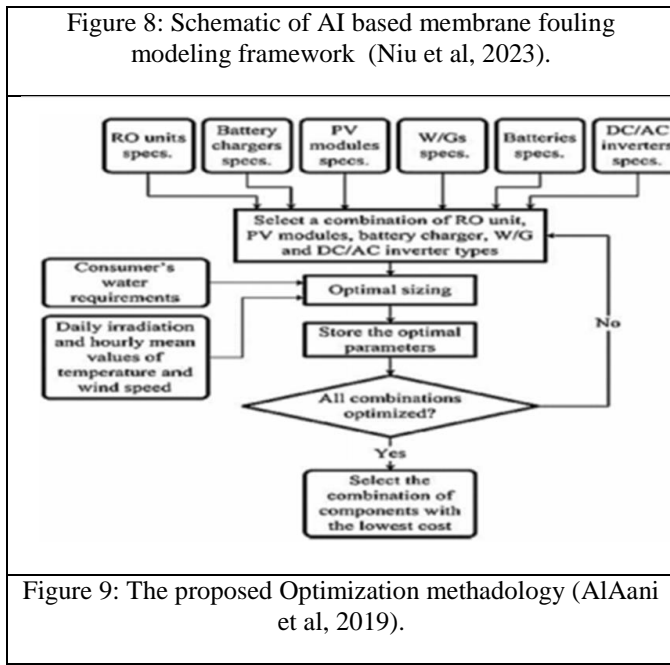 Figure 8: Schematic of AI based membrane fouling
modeling framework (Niu et al, 2023).
RO units
specs.
Battery
chargers
specs.
PV
modules
specs.
W/Gs
specs.
Batteries
specs.
DC/AC
inverters
specs.
Select a combination of RO unit,
PV modules, battery charger, W/G
and DC/AC inverter types
Consumer's
water
requirements
Optimal sizing
Daily irradiation
and hourly mean
values of
temperature and
wind speed
Store the optimal
parameters
No
All combinations
optimized?
Yes
Select the
combination of
components with
the lowest cost
Figure 9: The proposed Optimization methadology (AlAani
et al, 2019).